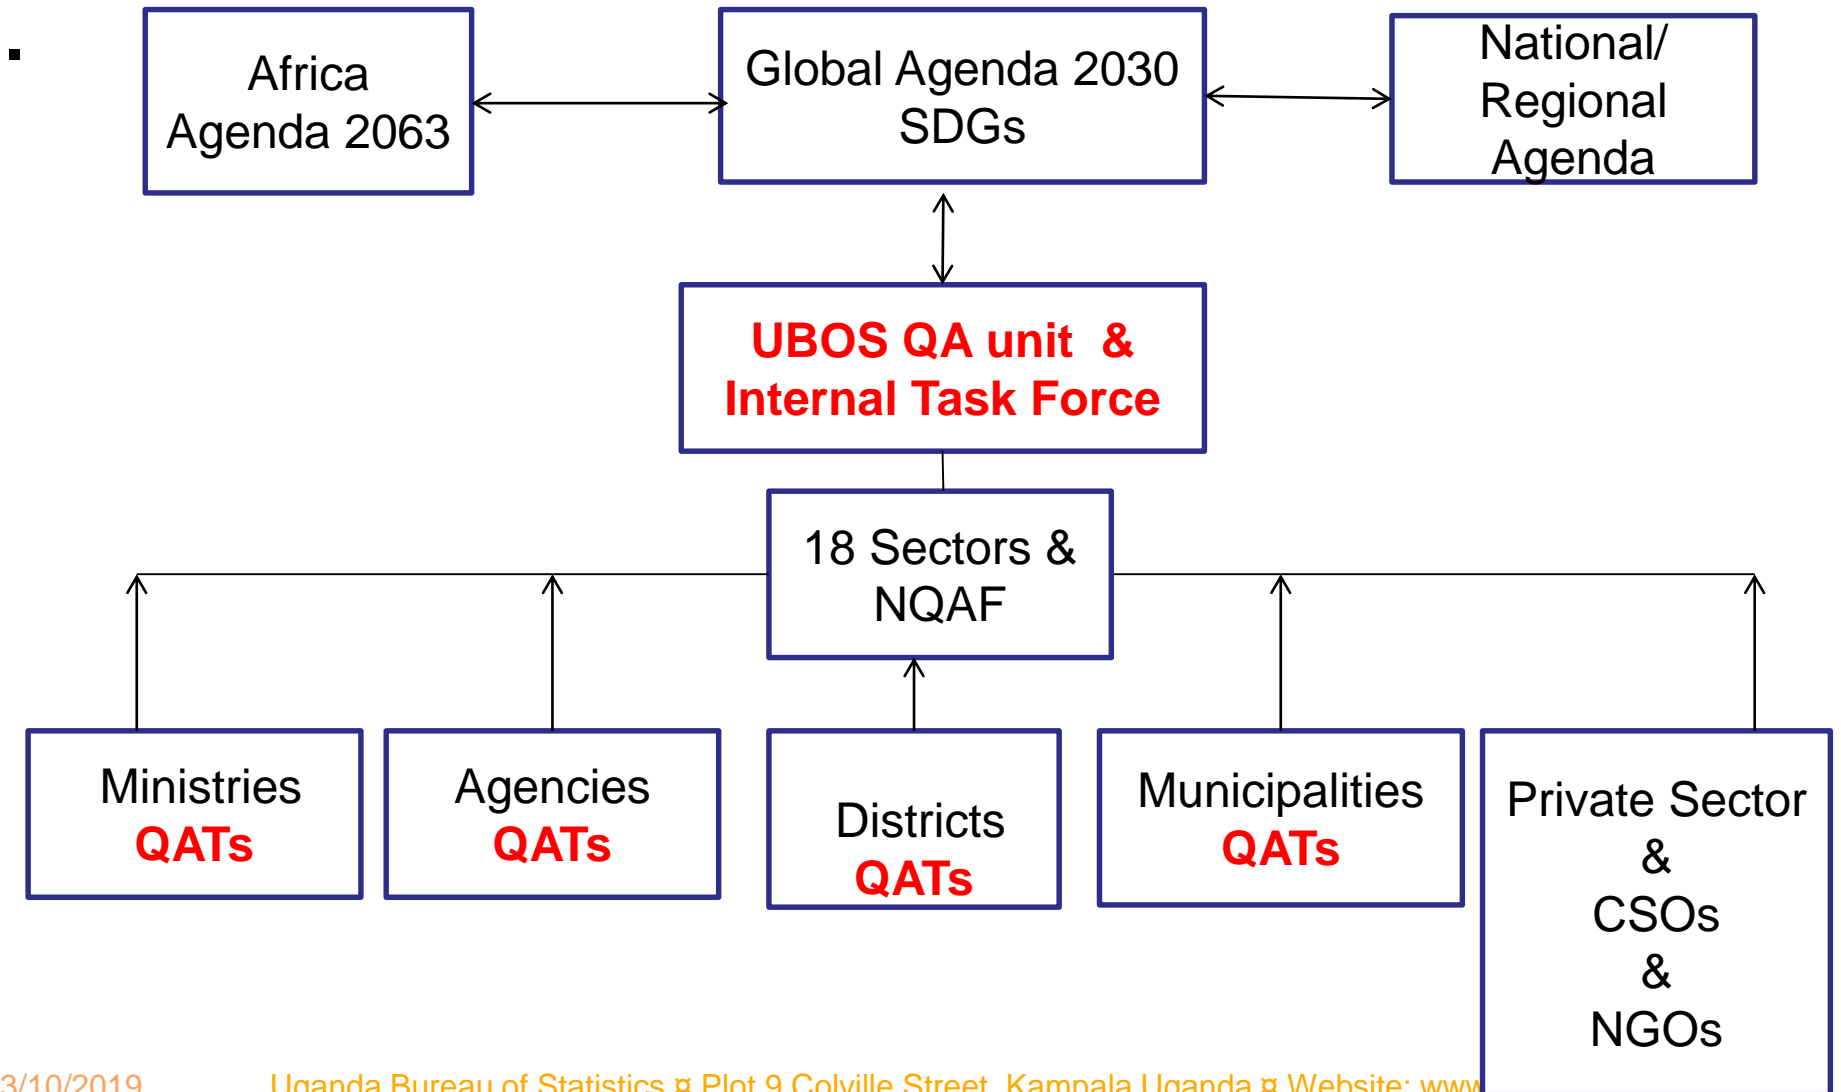 Africa
Agenda 2063
Global Agenda 2030
SDGs
National/
Regional
Agenda
UBOS QA unit &
Internal Task Force
18 Sectors &
NQAF
Ministries
QATs
Agencies
QATs
Districts
QATs
Municipalities
QATs
Private Sector
&
CSOs
&
NGOs
3/10/2019
Uganda Bureau of Statistics ¤ Plot 9 Colville Street, Kampala Uganda ¤ Website: www